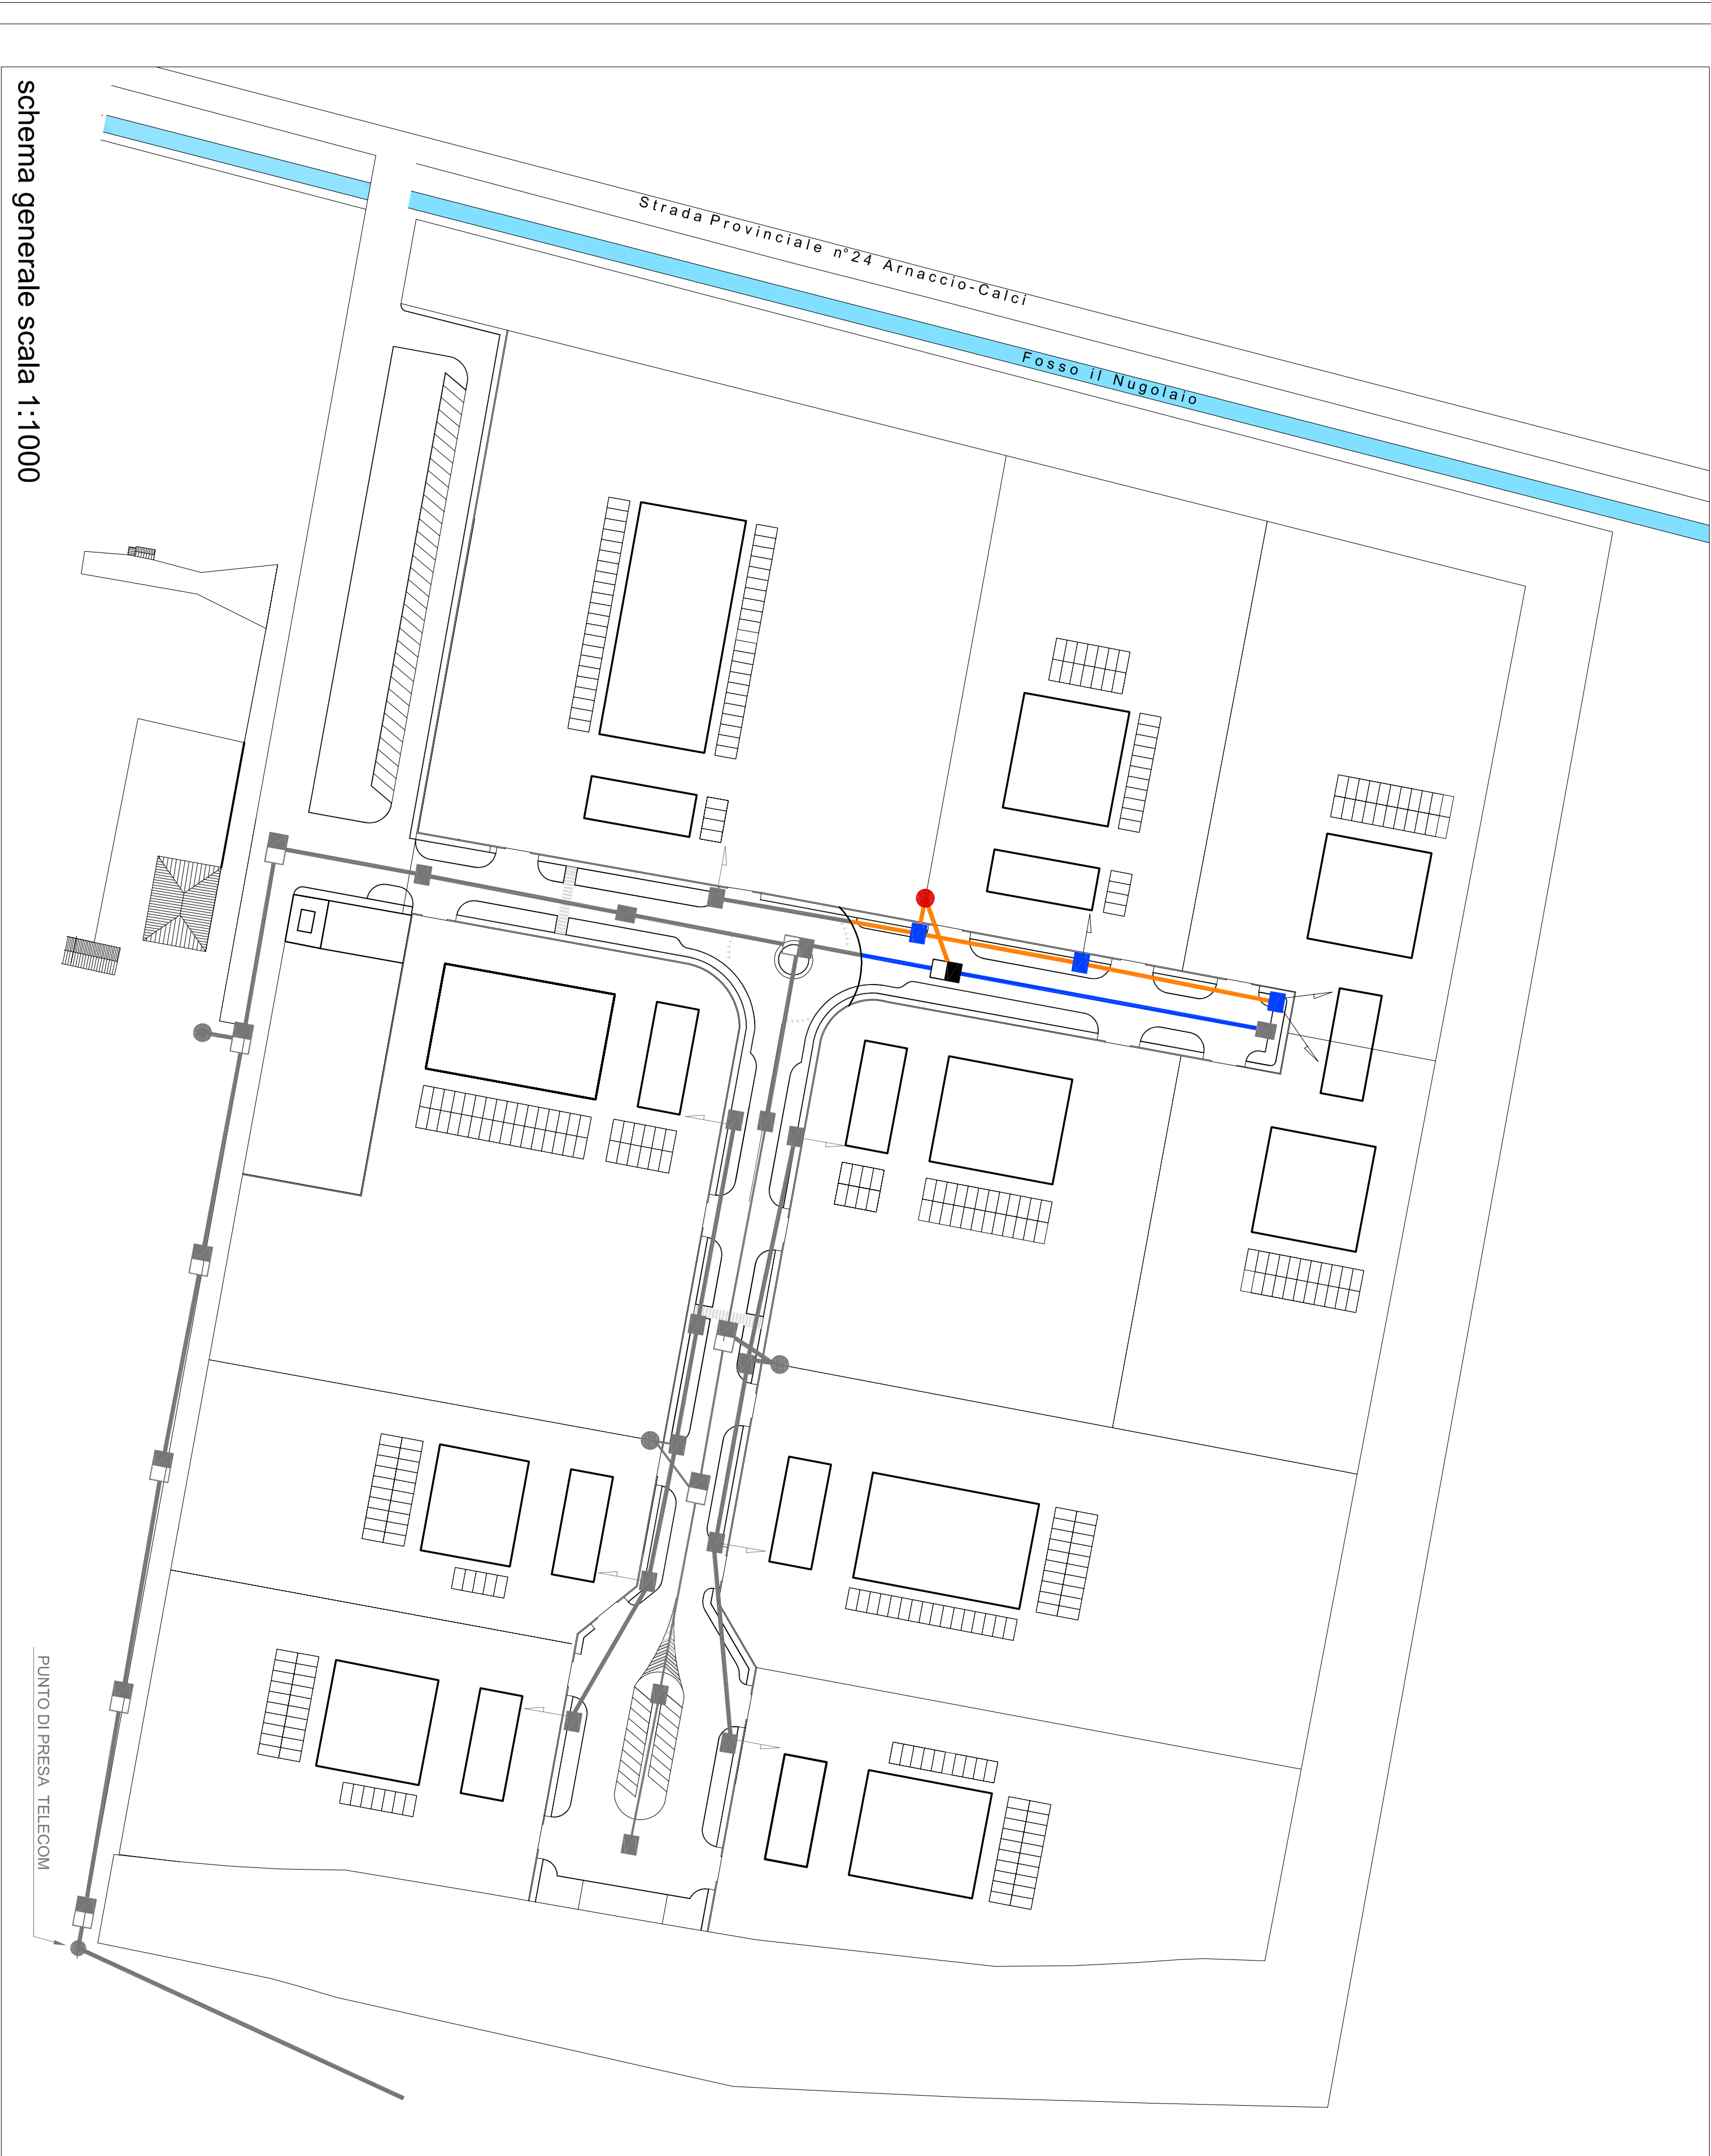 schema generale scala 1:1000
Strada Provinciale n°24 Arnaccio-Calci
Fosso il Nugolaio
PUNTO DI PRESA TELECOM